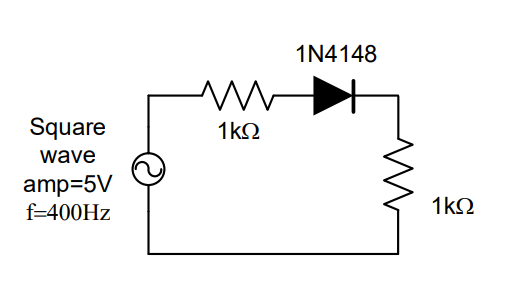 1N4148
Square
wave
amp=5V
f=400Hz
1kΩ
1kΩ